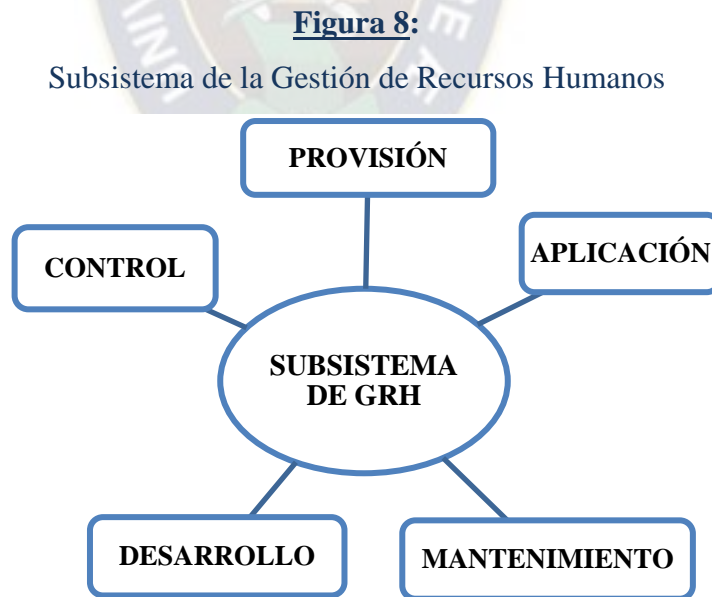 Figura 8:
Subsistema de la Gestión de Recursos Humanos
PROVISIÓN
CONTROL
APLICACIÓN
SUBSISTEMA
DE GRH
DESARROLLO
MANTENIMIENTO